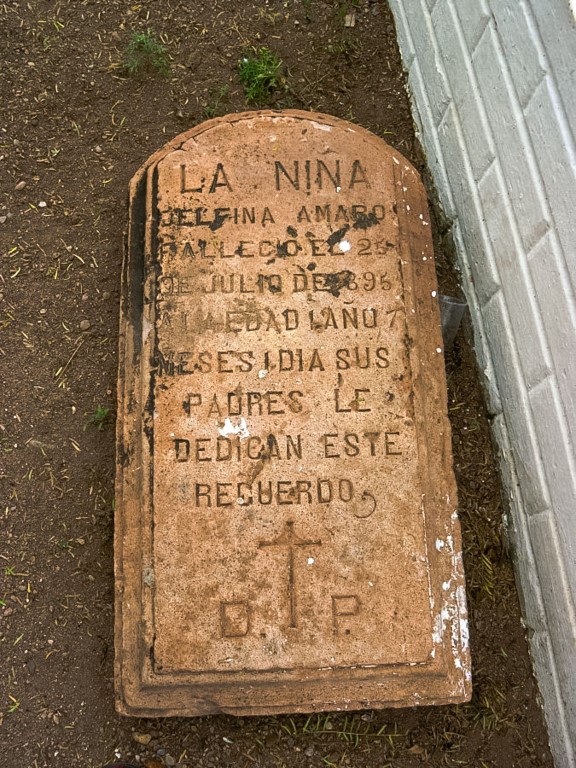 LA NIÑA
DELFINA AMARO
FALLECIO EL 25
DE JULIO DE 1895
A LA EDAD 1 AÑO 7
MESES 1 DIA SUS
PADRES LE
DEDICAN ESTE
RECUERDO
D. P.